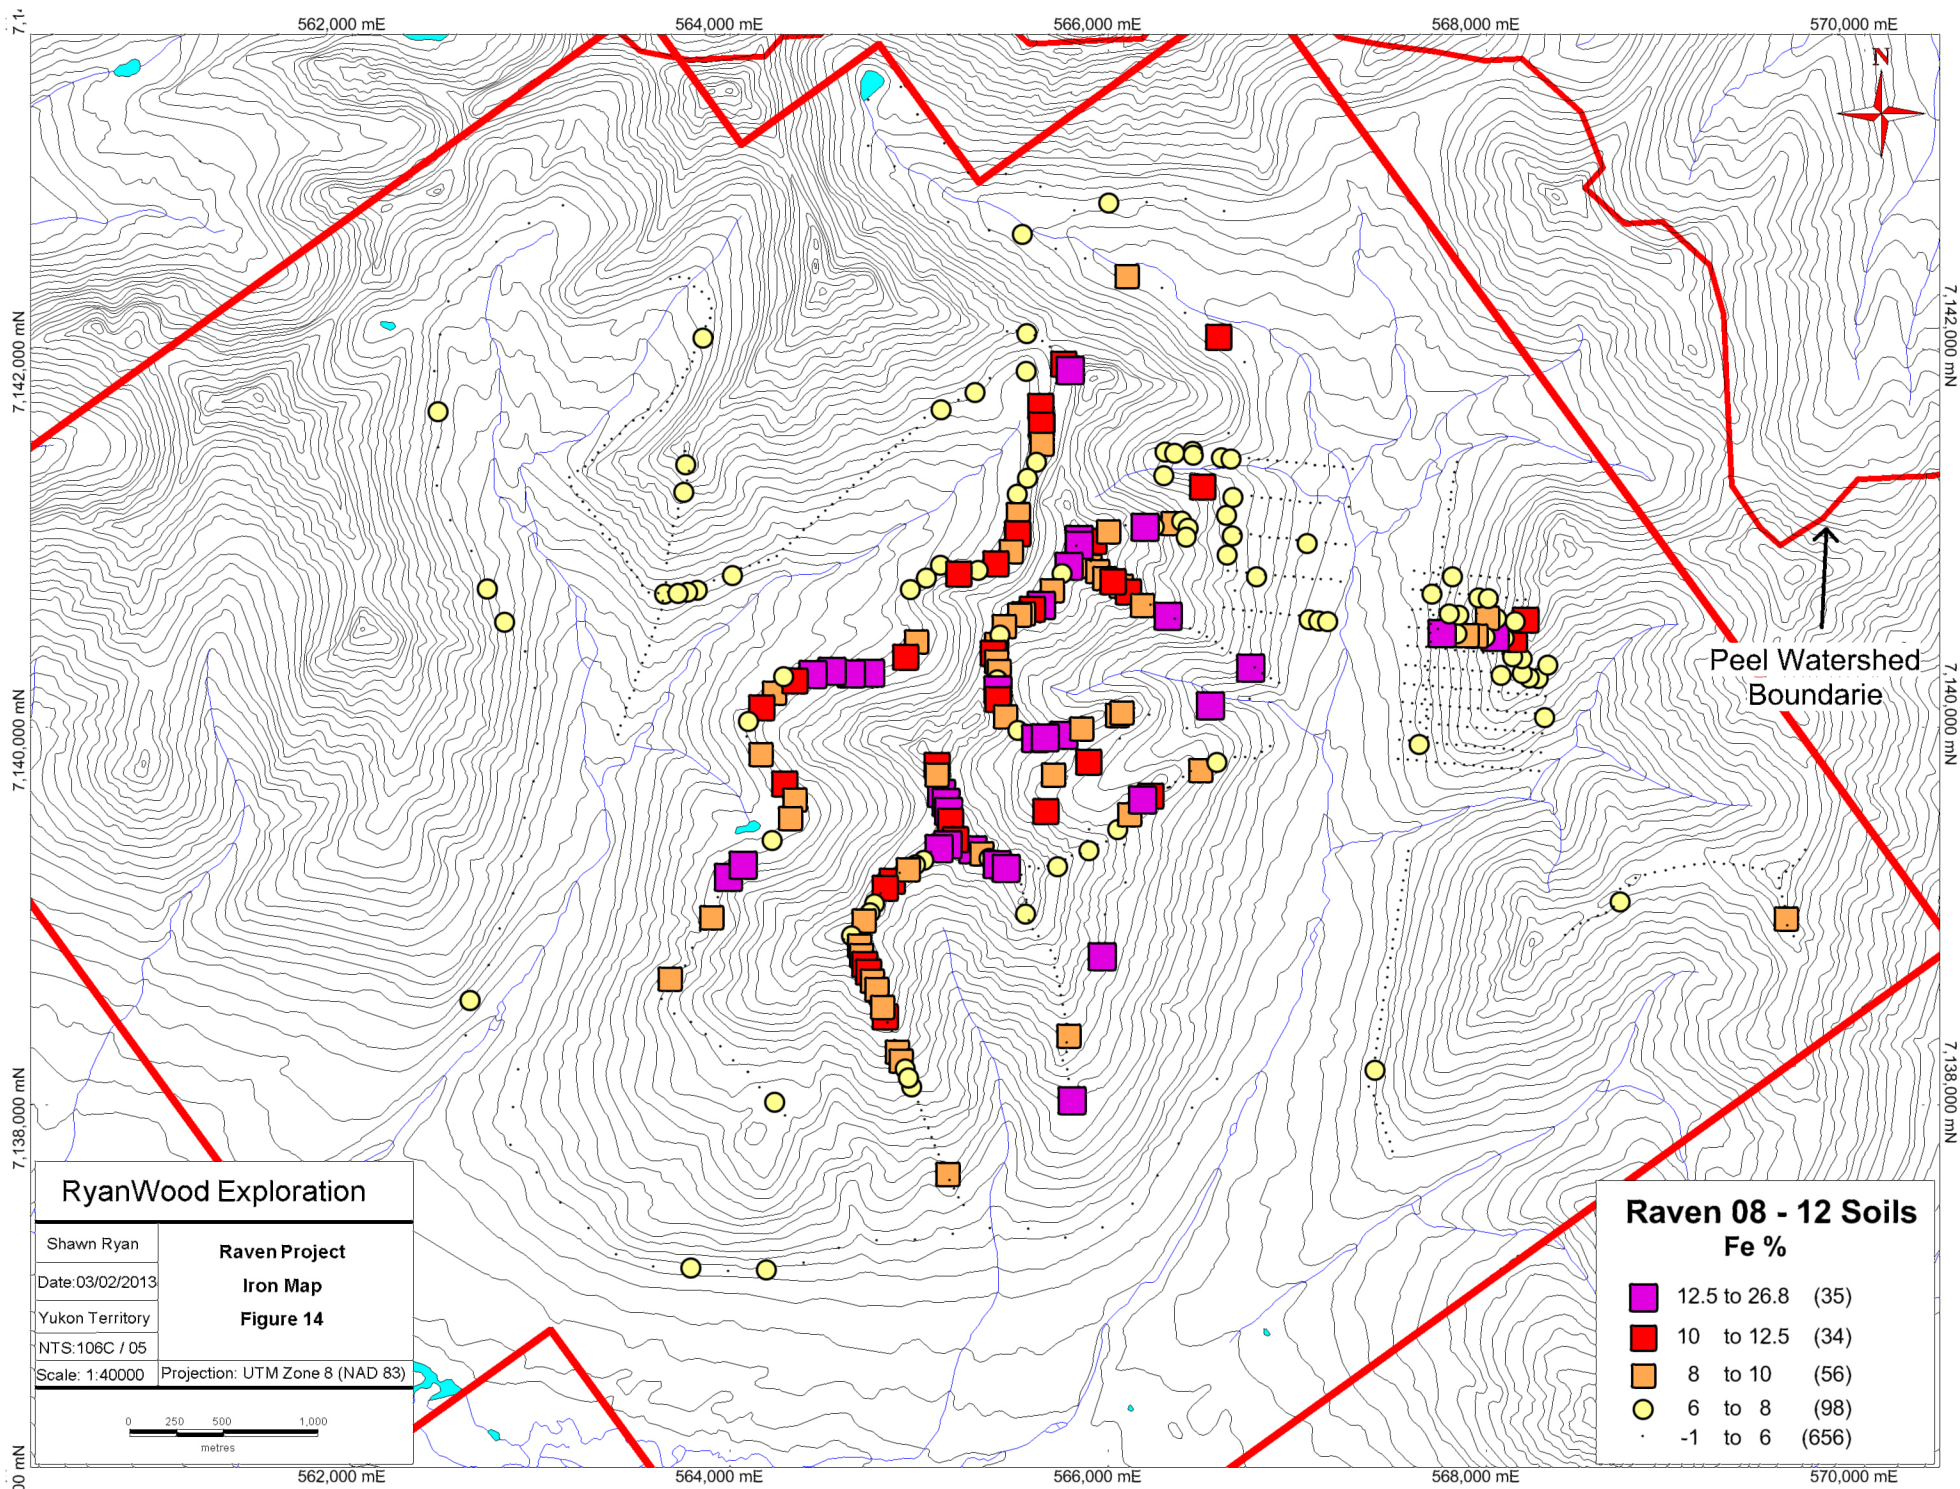 562,000 mE
564,000 mE
566,000 mE
568,000 mE
570,000 mE
N
7,142,000 mN
7,142,000 mN
Peel Watershed
Boundarie
7,140,000 mN
7,140,000 mN
7,138,000 mN
7,138,000 mN
RyanWood Exploration
Shawn Ryan
Date:03/02/2013
Yukon Territory
NTS:106C / 05
Scale: 1:40000
Raven Project
Iron Map
Figure 14
Projection: UTM Zone 8 (NAD 83)
0 250 500 1,000
metres
Raven 08 - 12 Soils
Fe %
12.5 to 26.8 (35)
10 to 12.5 (34)
8 to 10 (56)
6 to 8 (98)
-1 to 6 (656)
562,000 mE
564,000 mE
566,000 mE
568,000 mE
570,000 mE